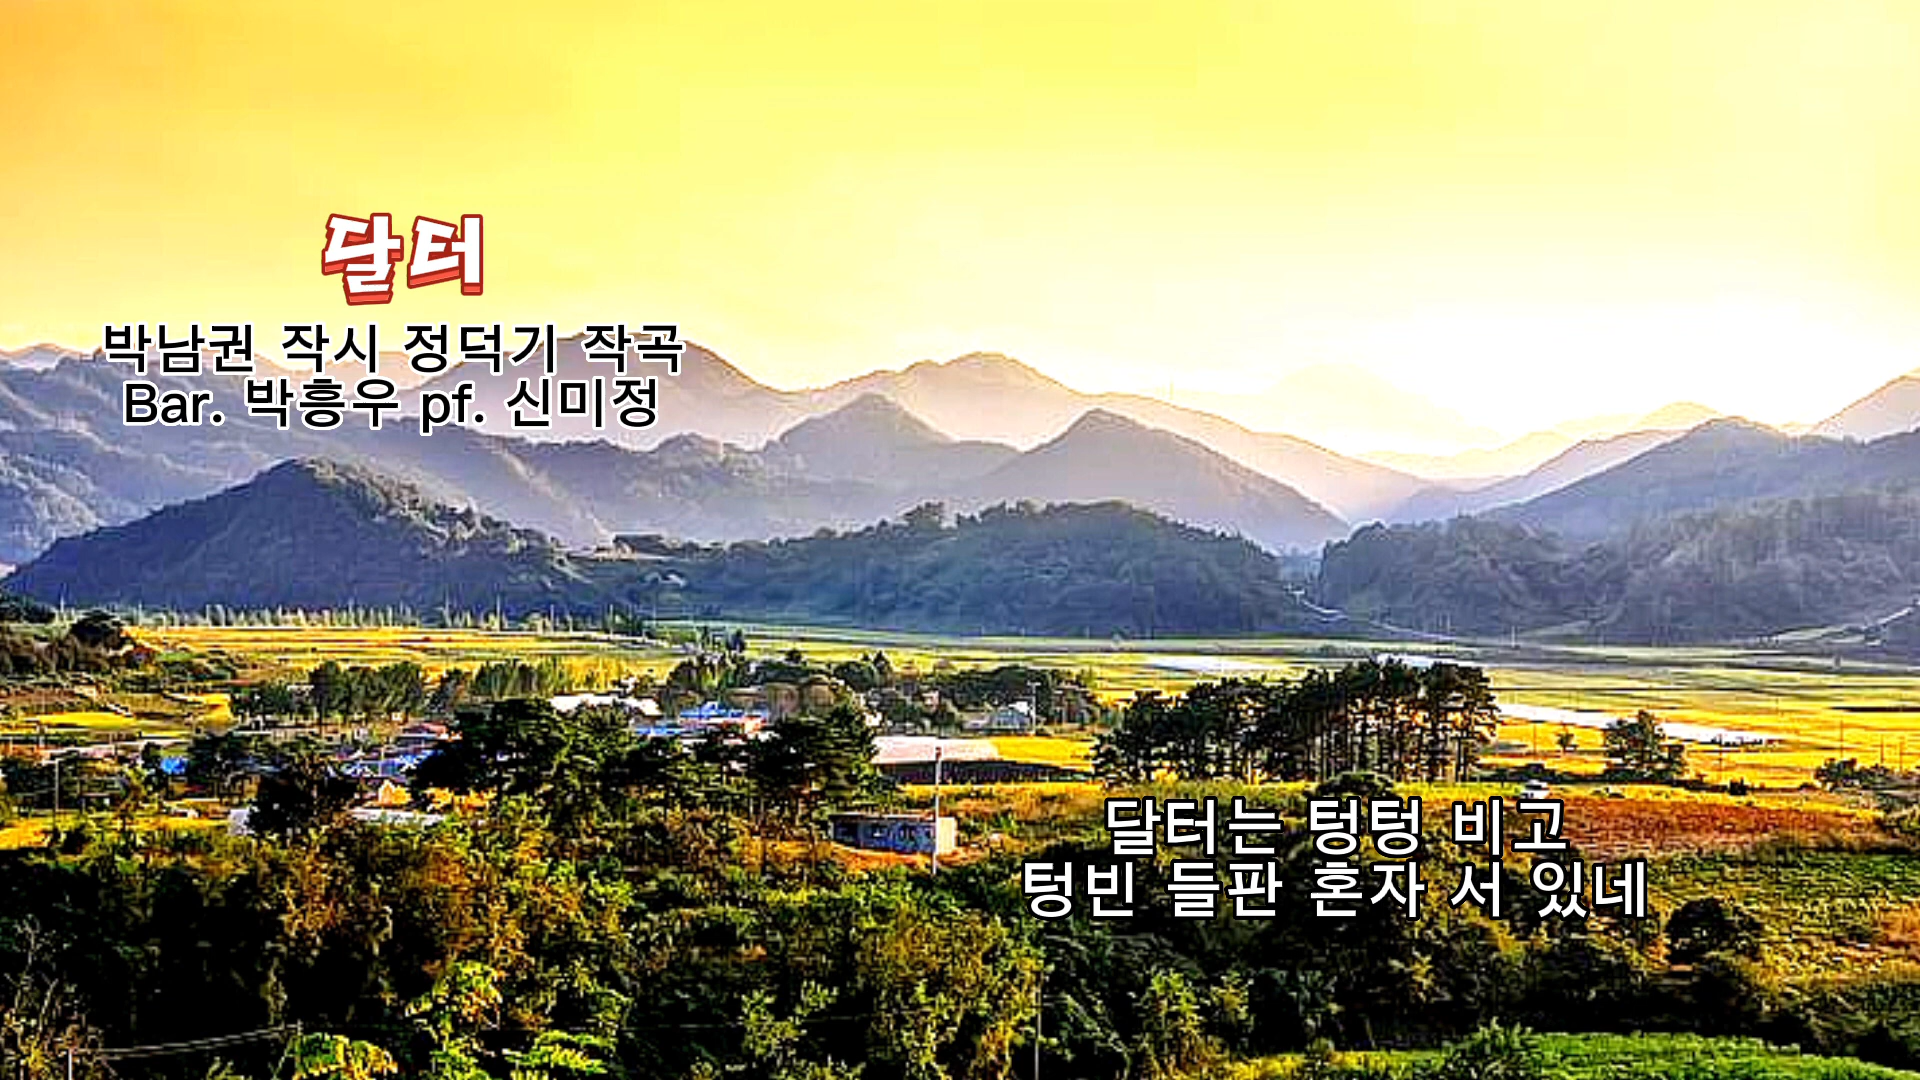 달터
박남권 작시 정덕기 작곡
Bar. 박흥우 pf. 신미정
달터는 텅텅 비고
텅빈 들판 혼자 서 있네